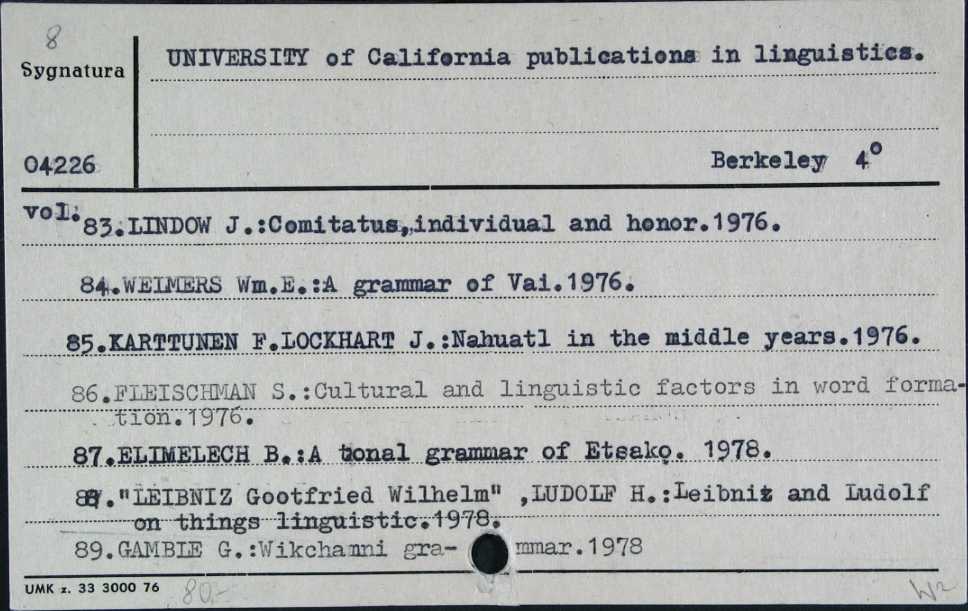 8
Sygnatura
UNIVERSITY of California publications in linguistics.
04226
Berkeley 4°
vol.
83.LINDOW J.:Comitatus,individual and honor.1976.
84.WEIMERS Wm.E.:A grammar of Vai.1976.
85.KARTTUNEN F.LOCKHART J.:Nahuatl in the middle years.1976.
86.FLEISCHMAN S.:Cultural and linguistic factors in word forma-
tion.1976.
87.ELIMELECH B.:A tonal grammar of Etsako. 1978.
"LEIBNIZ Gootfried Wilhelm" ,LUDOLF H.:Leibniz and Ludolf
on things linguistic.1978.
89.GAMBLE G.:Wikchamni gra- mmar.1978
UMK z. 33 3000 76
80,-